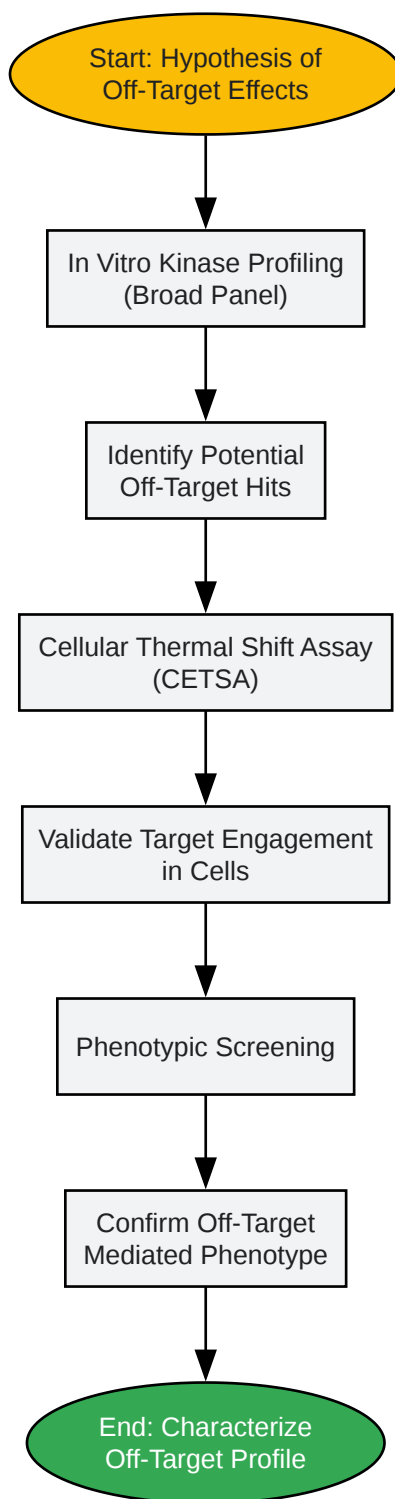 Start: Hypothesis of
Off-Target Effects
In Vitro Kinase Profiling
(Broad Panel)
Identify Potential
Off-Target Hits
Cellular Thermal Shift Assay
(CETSA)
Validate Target Engagement
in Cells
Phenotypic Screening
Confirm Off-Target
Mediated Phenotype
End: Characterize
Off-Target Profile